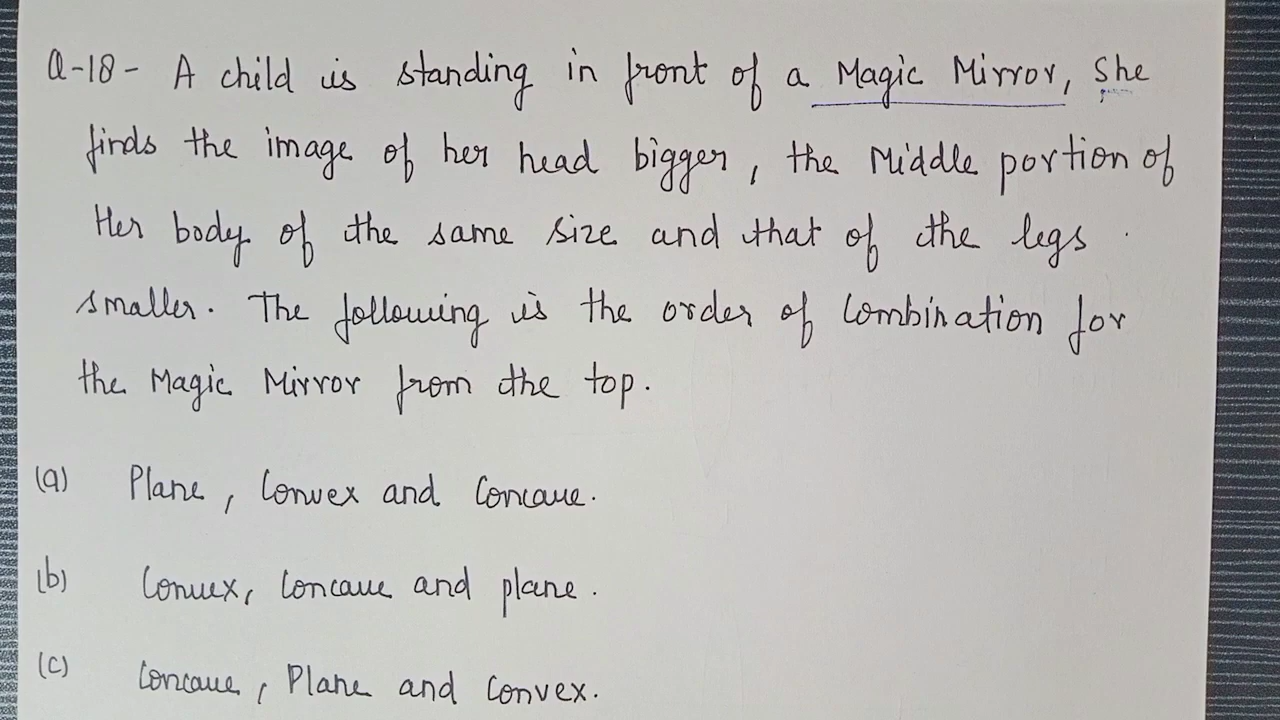 Q-18- A child is standing in front of a Magic Mirror, She
finds the image of her head bigger, the Middle portion of
Her body of the same size and that of the legs
smaller. The following is the order of Combination for
the Magic Mirror from the top.
(a) Plane, Convex and Concave.
(b) Convex, Concave and plane.
(c) Concave, Plane and Convex.